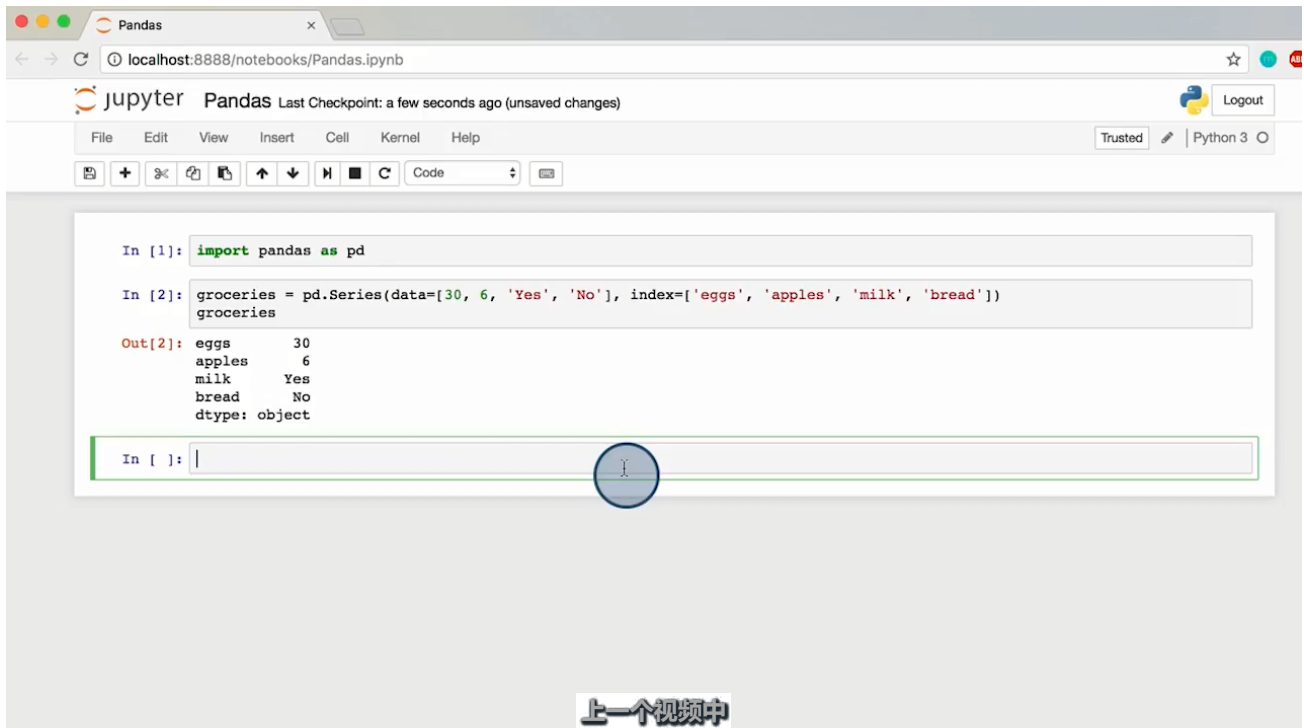 Pandas
localhost:8888/notebooks/Pandas.ipynb
ABP
jupyter Pandas Last Checkpoint: a few seconds ago (unsaved changes)
Logout
File Edit View Insert Cell Kernel Help
Trusted Python 3
Code
In [1]: import pandas as pd
In [2]: groceries = pd.Series(data=[30, 6, 'Yes', 'No'], index=['eggs', 'apples', 'milk', 'bread'])
groceries
Out[2]: eggs 30
apples 6
milk Yes
bread No
dtype: object
In [ ]:
上一个视频中